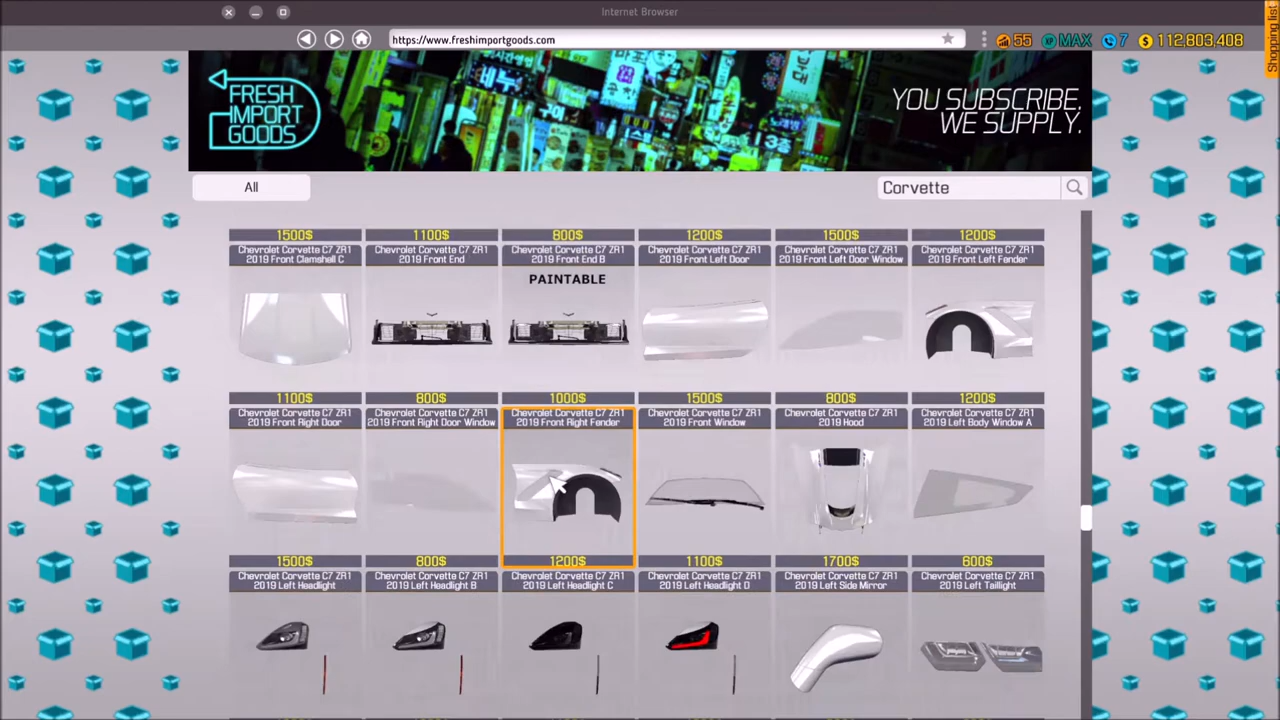 Internet Browser
Shopping list
https://www.freshimportgoods.com
55
XP MAX
7
$ 112,803,408
FRESH
IMPORT
GOODS
YOU SUBSCRIBE.
WE SUPPLY.
All
Corvette
1500$ 1100$ 800$ 1200$ 1500$ 1200$
Chevrolet Corvette C7 ZR1
2019 Front Clamshell C
Chevrolet Corvette C7 ZR1
2019 Front End
Chevrolet Corvette C7 ZR1
2019 Front End B
Chevrolet Corvette C7 ZR1
2019 Front Left Door
Chevrolet Corvette C7 ZR1
2019 Front Left Door Window
Chevrolet Corvette C7 ZR1
2019 Front Left Fender
PAINTABLE
1100$ 800$ 1000$ 1500$ 800$ 1200$
Chevrolet Corvette C7 ZR1
2019 Front Right Door
Chevrolet Corvette C7 ZR1
2019 Front Right Door Window
Chevrolet Corvette C7 ZR1
2019 Front Right Fender
Chevrolet Corvette C7 ZR1
2019 Front Window
Chevrolet Corvette C7 ZR1
2019 Hood
Chevrolet Corvette C7 ZR1
2019 Left Body Window A
1500$ 800$ 1200$ 1100$ 1700$ 600$
Chevrolet Corvette C7 ZR1
2019 Left Headlight
Chevrolet Corvette C7 ZR1
2019 Left Headlight B
Chevrolet Corvette C7 ZR1
2019 Left Headlight C
Chevrolet Corvette C7 ZR1
2019 Left Headlight D
Chevrolet Corvette C7 ZR1
2019 Left Side Mirror
Chevrolet Corvette C7 ZR1
2019 Left Taillight